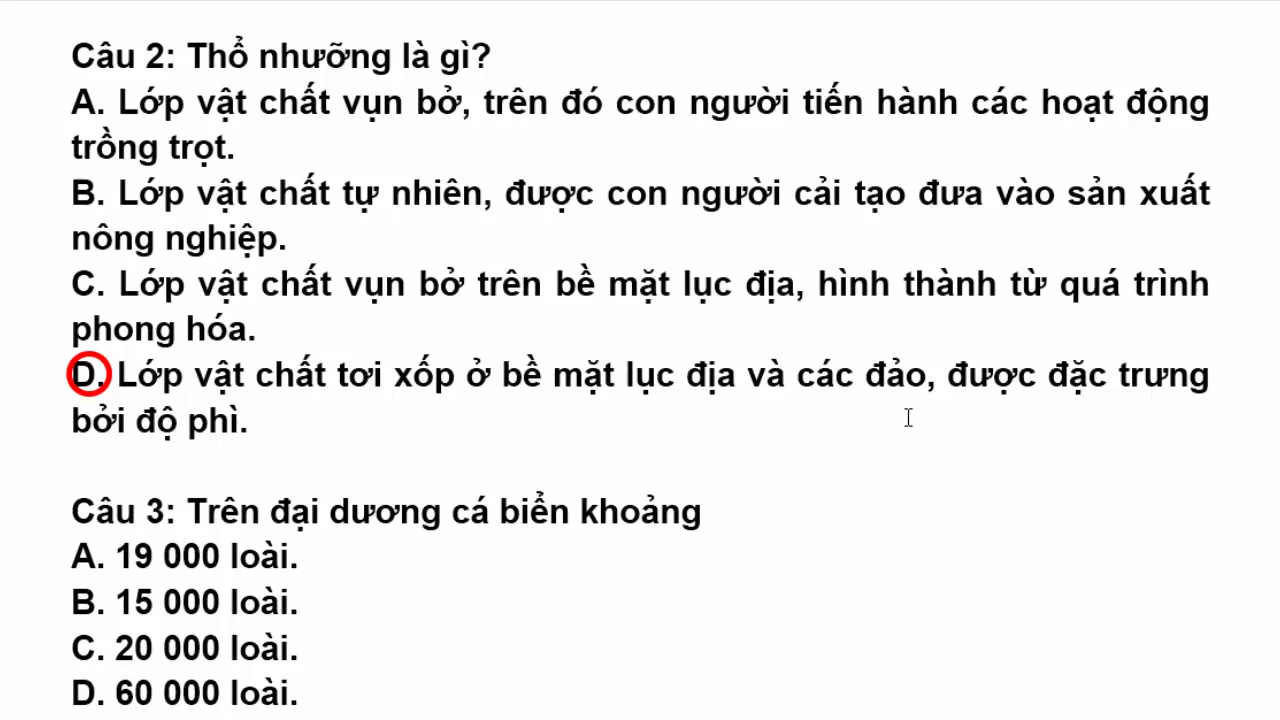 Câu 2: Thổ nhưỡng là gì?
A. Lớp vật chất vụn bở, trên đó con người tiến hành các hoạt động
trồng trọt.
B. Lớp vật chất tự nhiên, được con người cải tạo đưa vào sản xuất
nông nghiệp.
C. Lớp vật chất vụn bở trên bề mặt lục địa, hình thành từ quá trình
phong hóa.
D. Lớp vật chất tơi xốp ở bề mặt lục địa và các đảo, được đặc trưng
bởi độ phì.
Câu 3: Trên đại dương cá biển khoảng
A. 19 000 loài.
B. 15 000 loài.
C. 20 000 loài.
D. 60 000 loài.